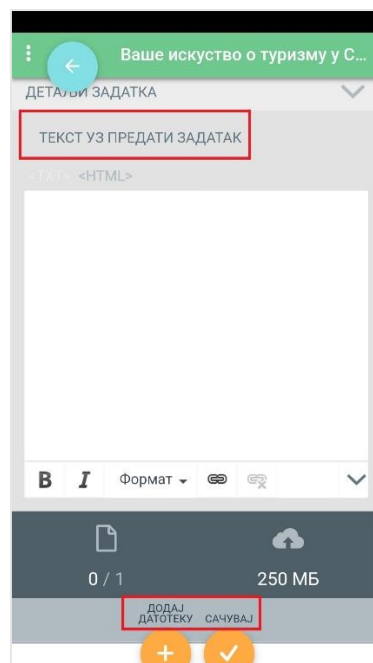 Ваше искуство о туризму у С...
ДЕТАЉИ ЗАДАТКА
ТЕКСТ УЗ ПРЕДАТИ ЗАДАТАК
<TXT> <HTML>
B I Формат
0 / 1 250 МБ
ДОДАЈ ДАТОТЕКУ САЧУВАЈ